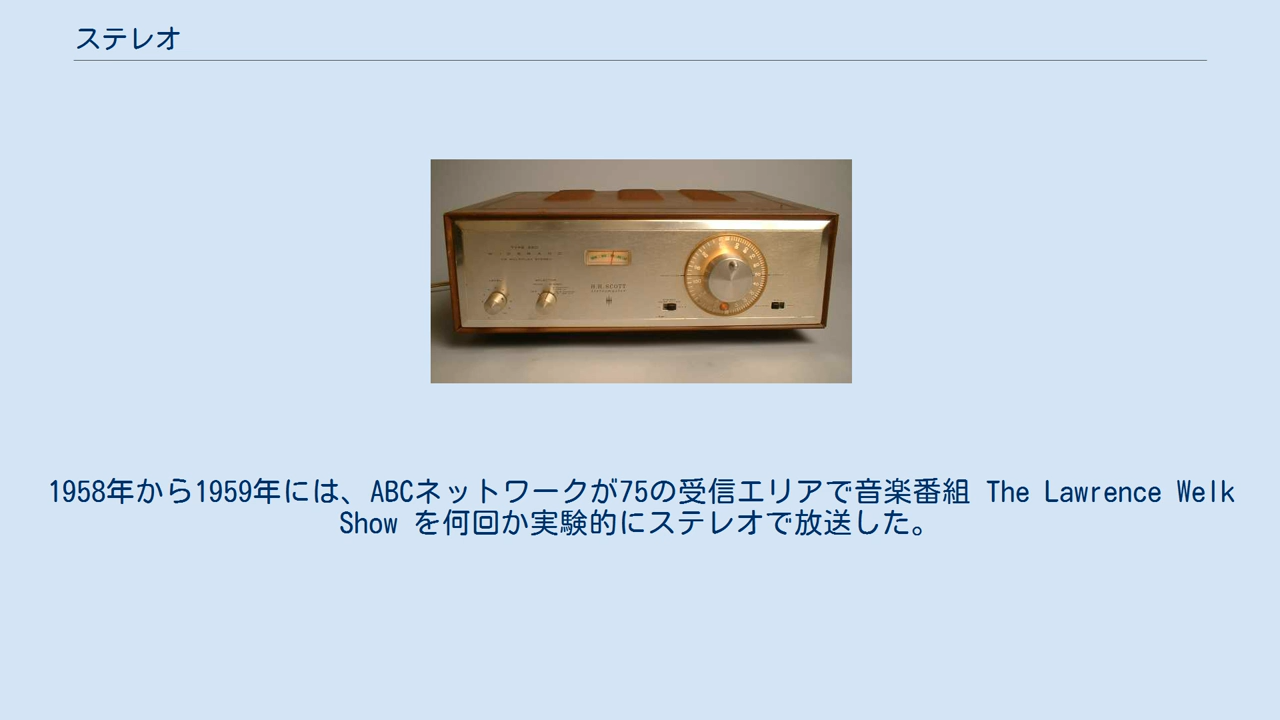 ステレオ
H.H. SCOTT
1958年から1959年には、ABCネットワークが75の受信エリアで音楽番組 The Lawrence Welk
Show を何回か実験的にステレオで放送した。